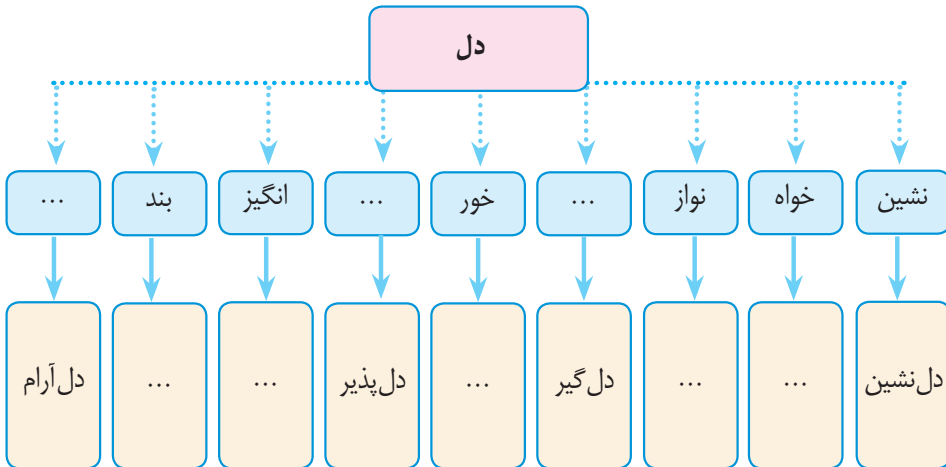 دل
نشین خواه نواز ... خور ... انگیز بند ...
دل‌نشین ... ... دل‌گیر ... دل‌پذیر ... ... دل‌آرام